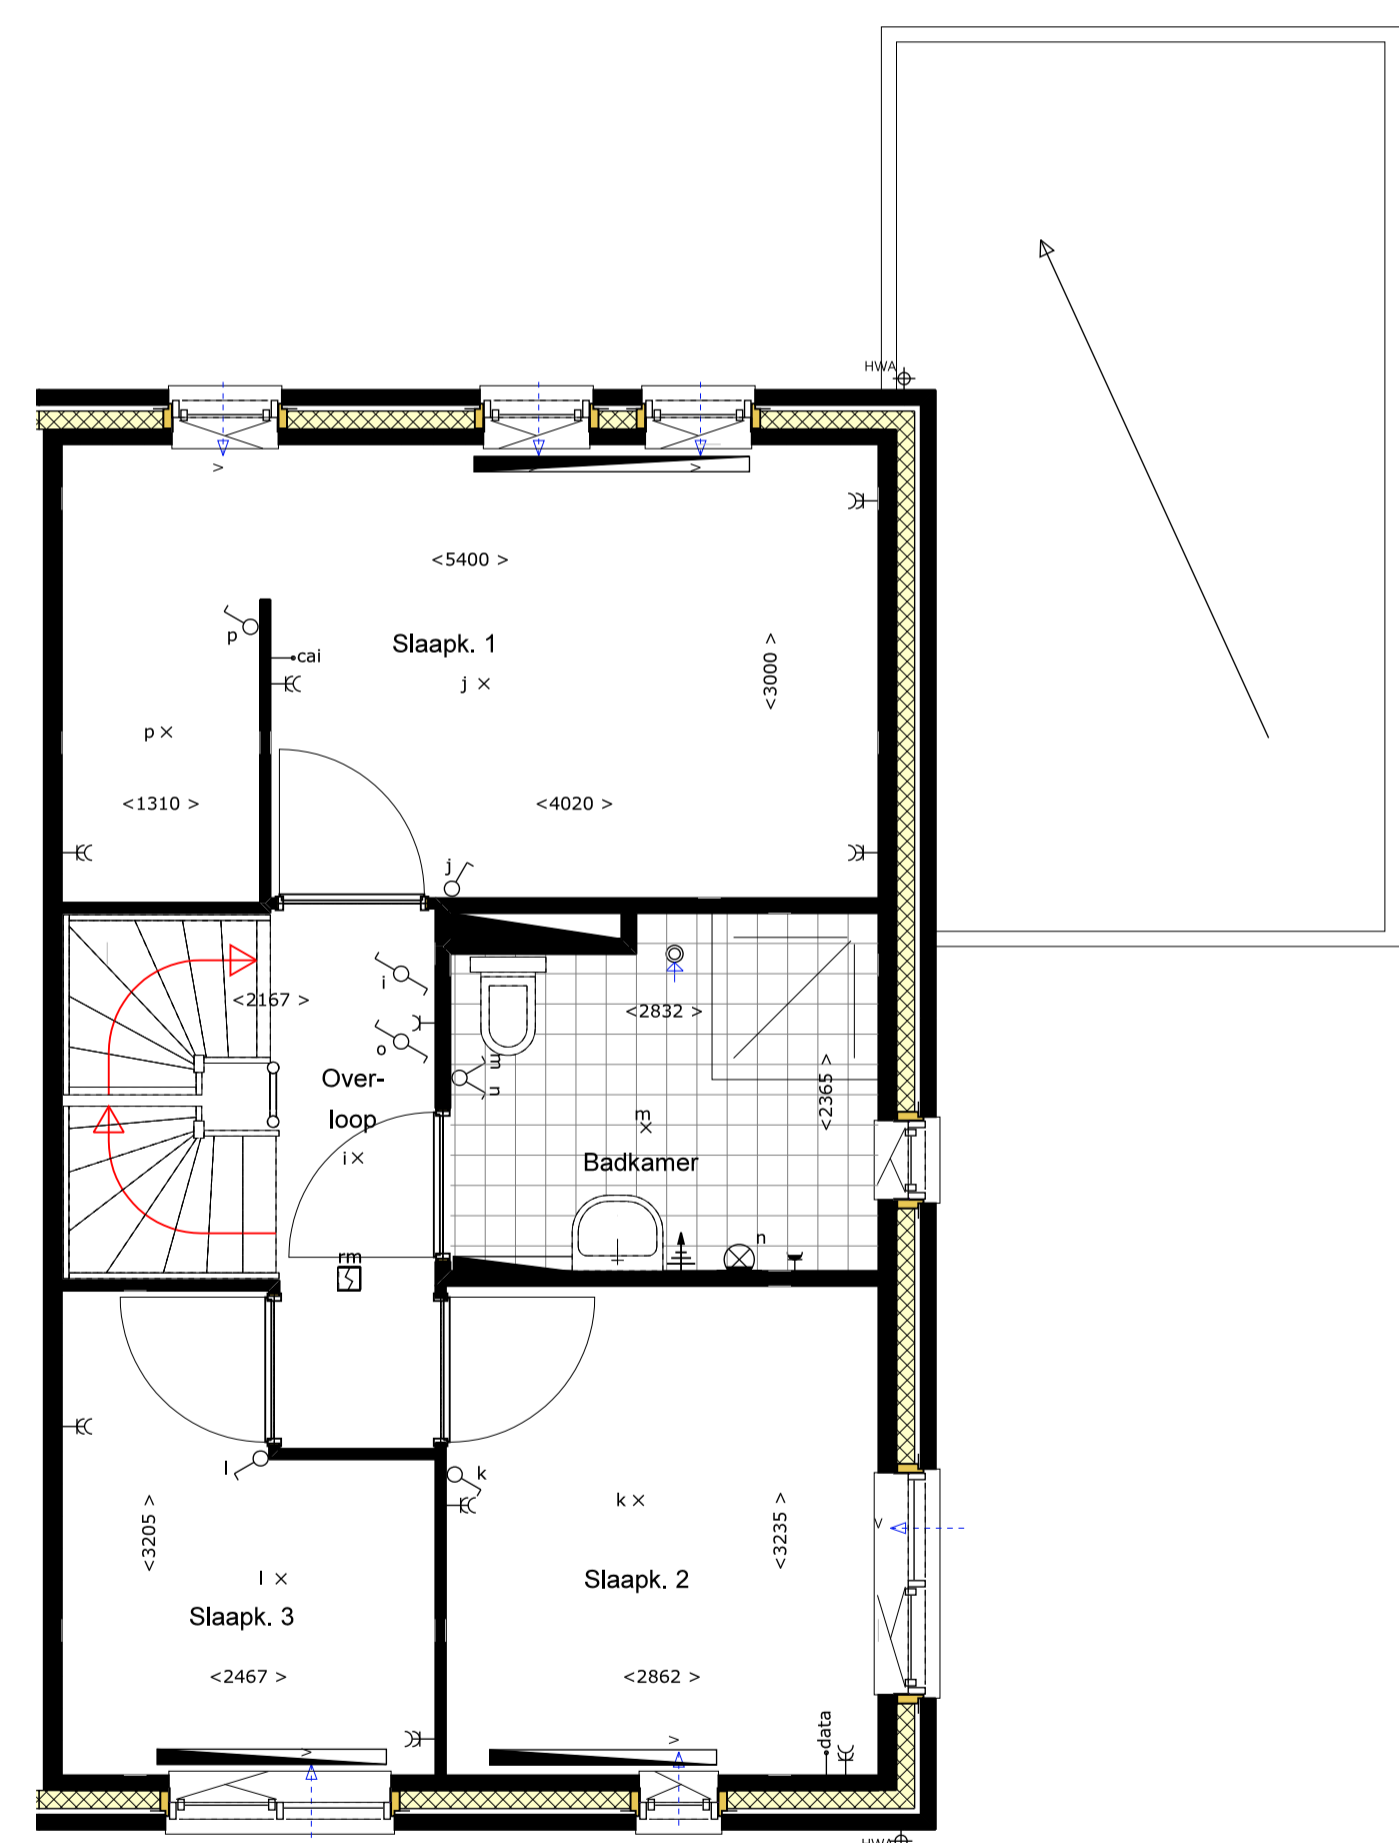 HWA
<5400 >
p
Slaapk. 1
cai
<3000 >
j
p
<1310 >
<4020 >
j
i
<2167 >
<2832 >
o
m
n
Over-
loop
<2365 >
m
i
Badkamer
rm
n
l
k
k
<3205 >
<3235 >
l
Slaapk. 2
Slaapk. 3
<2467 >
<2862 >
data
HWA